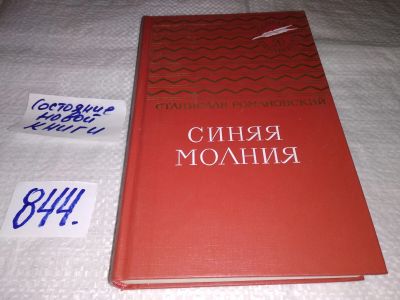 Состояние
новой
книги
844.
СТАНИСЛАВ РОМАНОВСКИЙ
СИНЯЯ
МОЛНИЯ